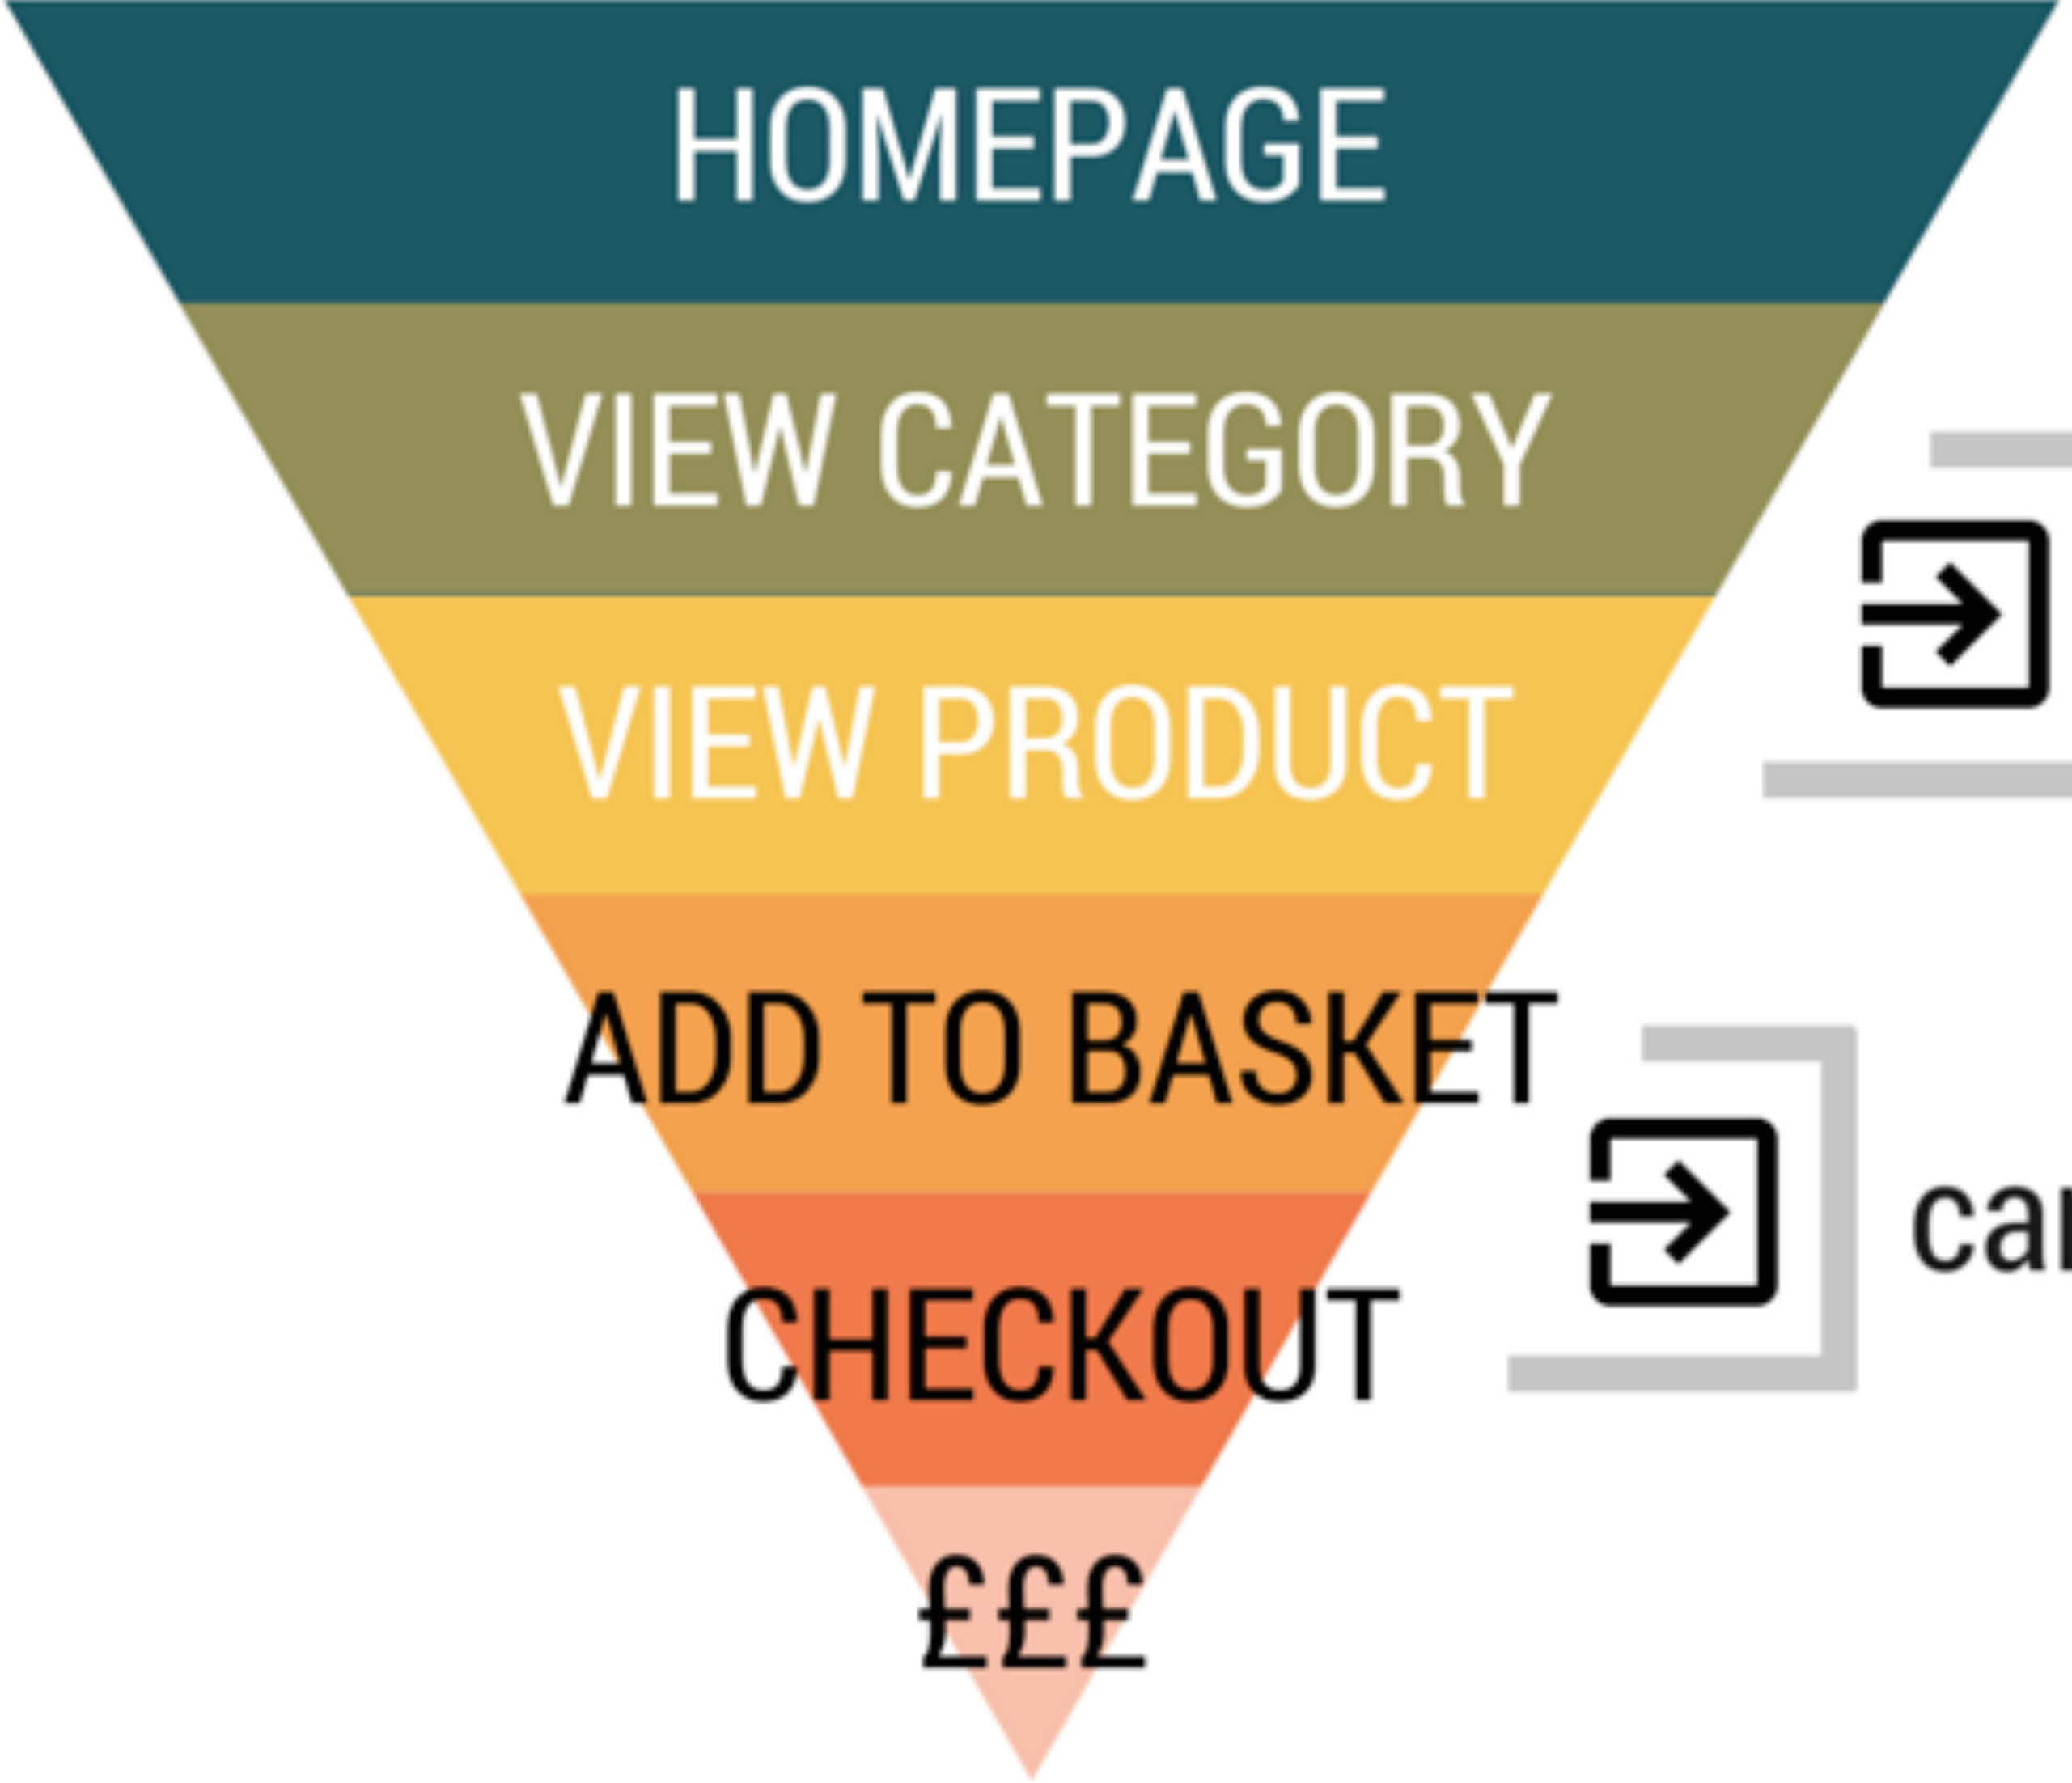 HOMEPAGE
VIEW CATEGORY
VIEW PRODUCT
ADD TO BASKET
CHECKOUT
£££